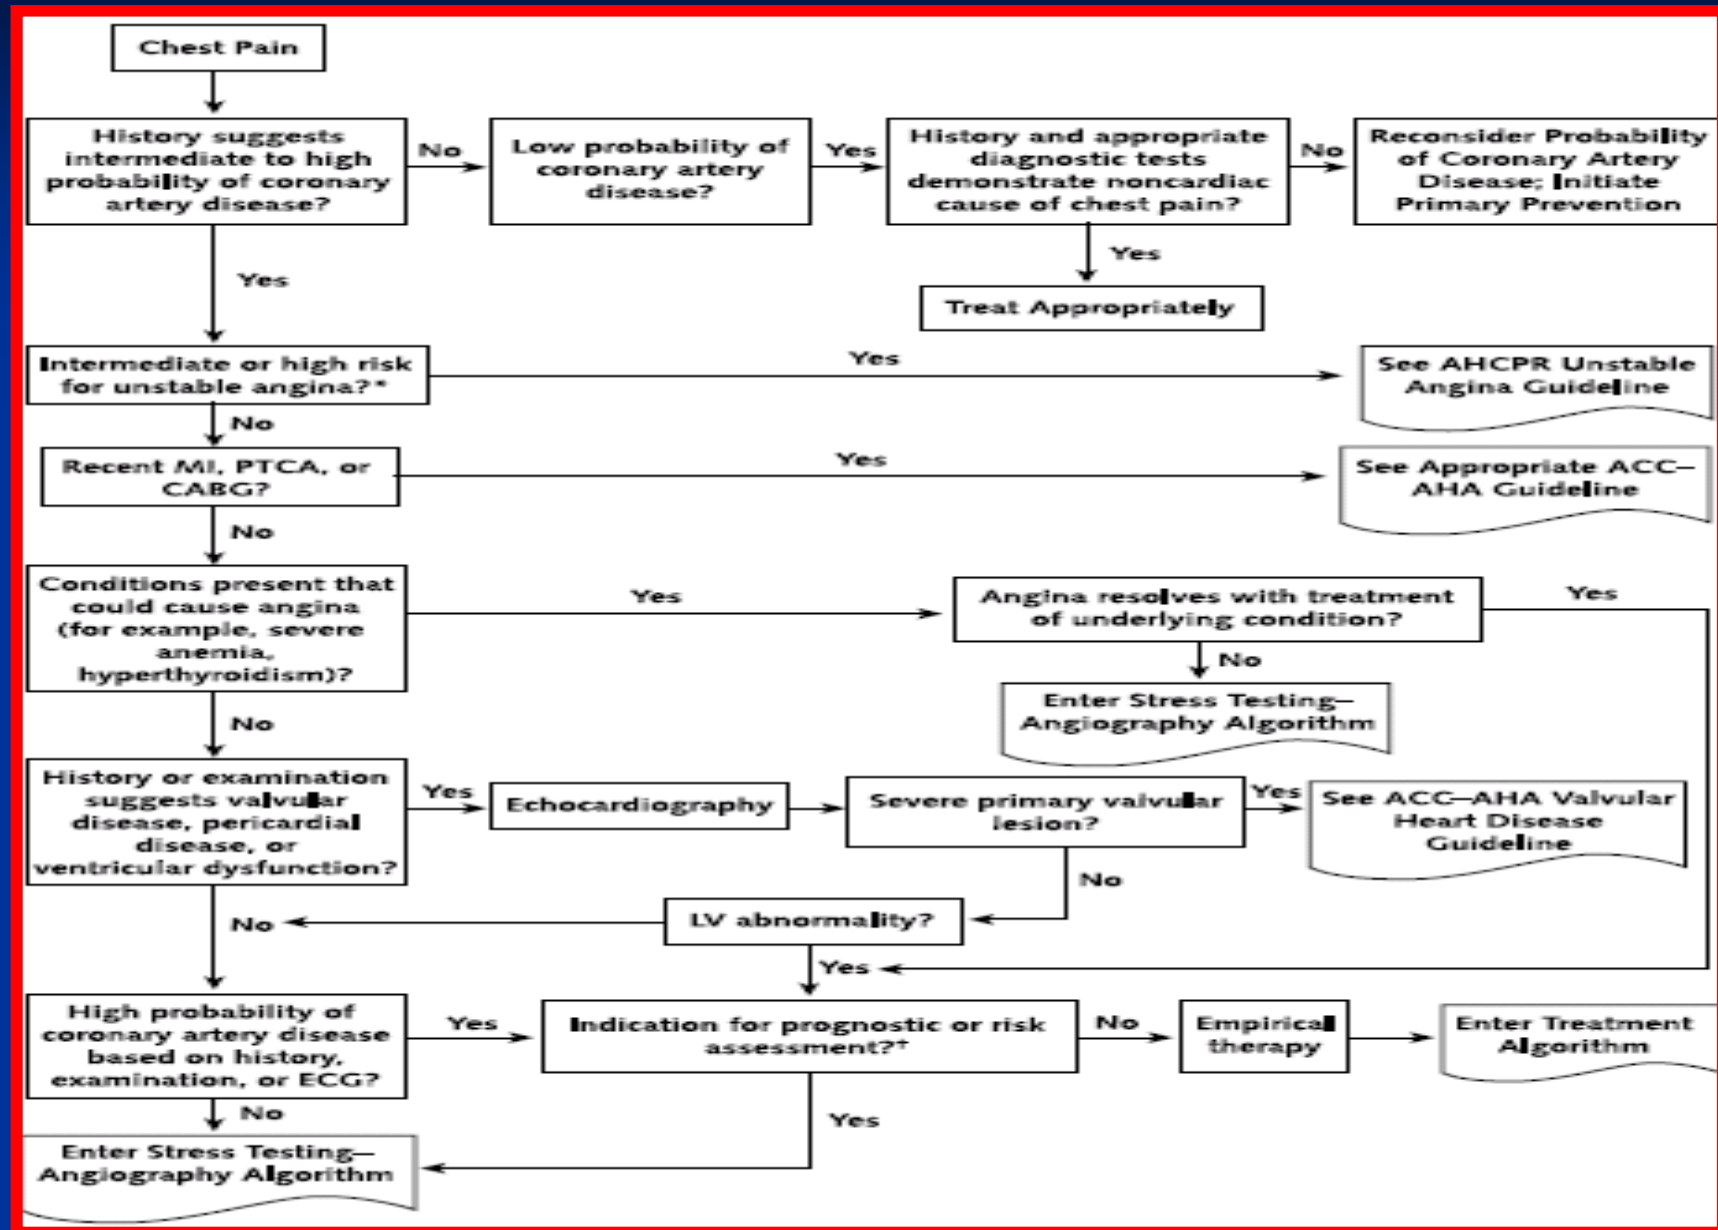 Chest Pain
History suggests
intermediate to high
probability of coronary
artery disease?
No
Low probability of
coronary artery
disease?
Yes
History and appropriate
diagnostic tests
demonstrate noncardiac
cause of chest pain?
No
Reconsider Probability
of Coronary Artery
Disease; Initiate
Primary Prevention
Yes
Yes
Treat Appropriately
Intermediate or high risk
for unstable angina?*
Yes
See AHCPR Unstable
Angina Guideline
No
Recent MI, PTCA, or
CABG?
Yes
See Appropriate ACC–
AHA Guideline
No
Conditions present that
could cause angina
(for example, severe
anemia,
hyperthyroidism)?
Yes
Angina resolves with treatment
of underlying condition?
Yes
No
Enter Stress Testing–
Angiography Algorithm
No
History or examination
suggests valvular
disease, pericardial
disease, or
ventricular dysfunction?
Yes
Echocardiography
Severe primary valvular
lesion?
Yes
See ACC–AHA Valvular
Heart Disease
Guideline
No
LV abnormality?
No
Yes
High probability of
coronary artery disease
based on history,
examination, or ECG?
Yes
Indication for prognostic or risk
assessment?†
No
Empirical
therapy
Enter Treatment
Algorithm
No
Yes
Enter Stress Testing–
Angiography Algorithm